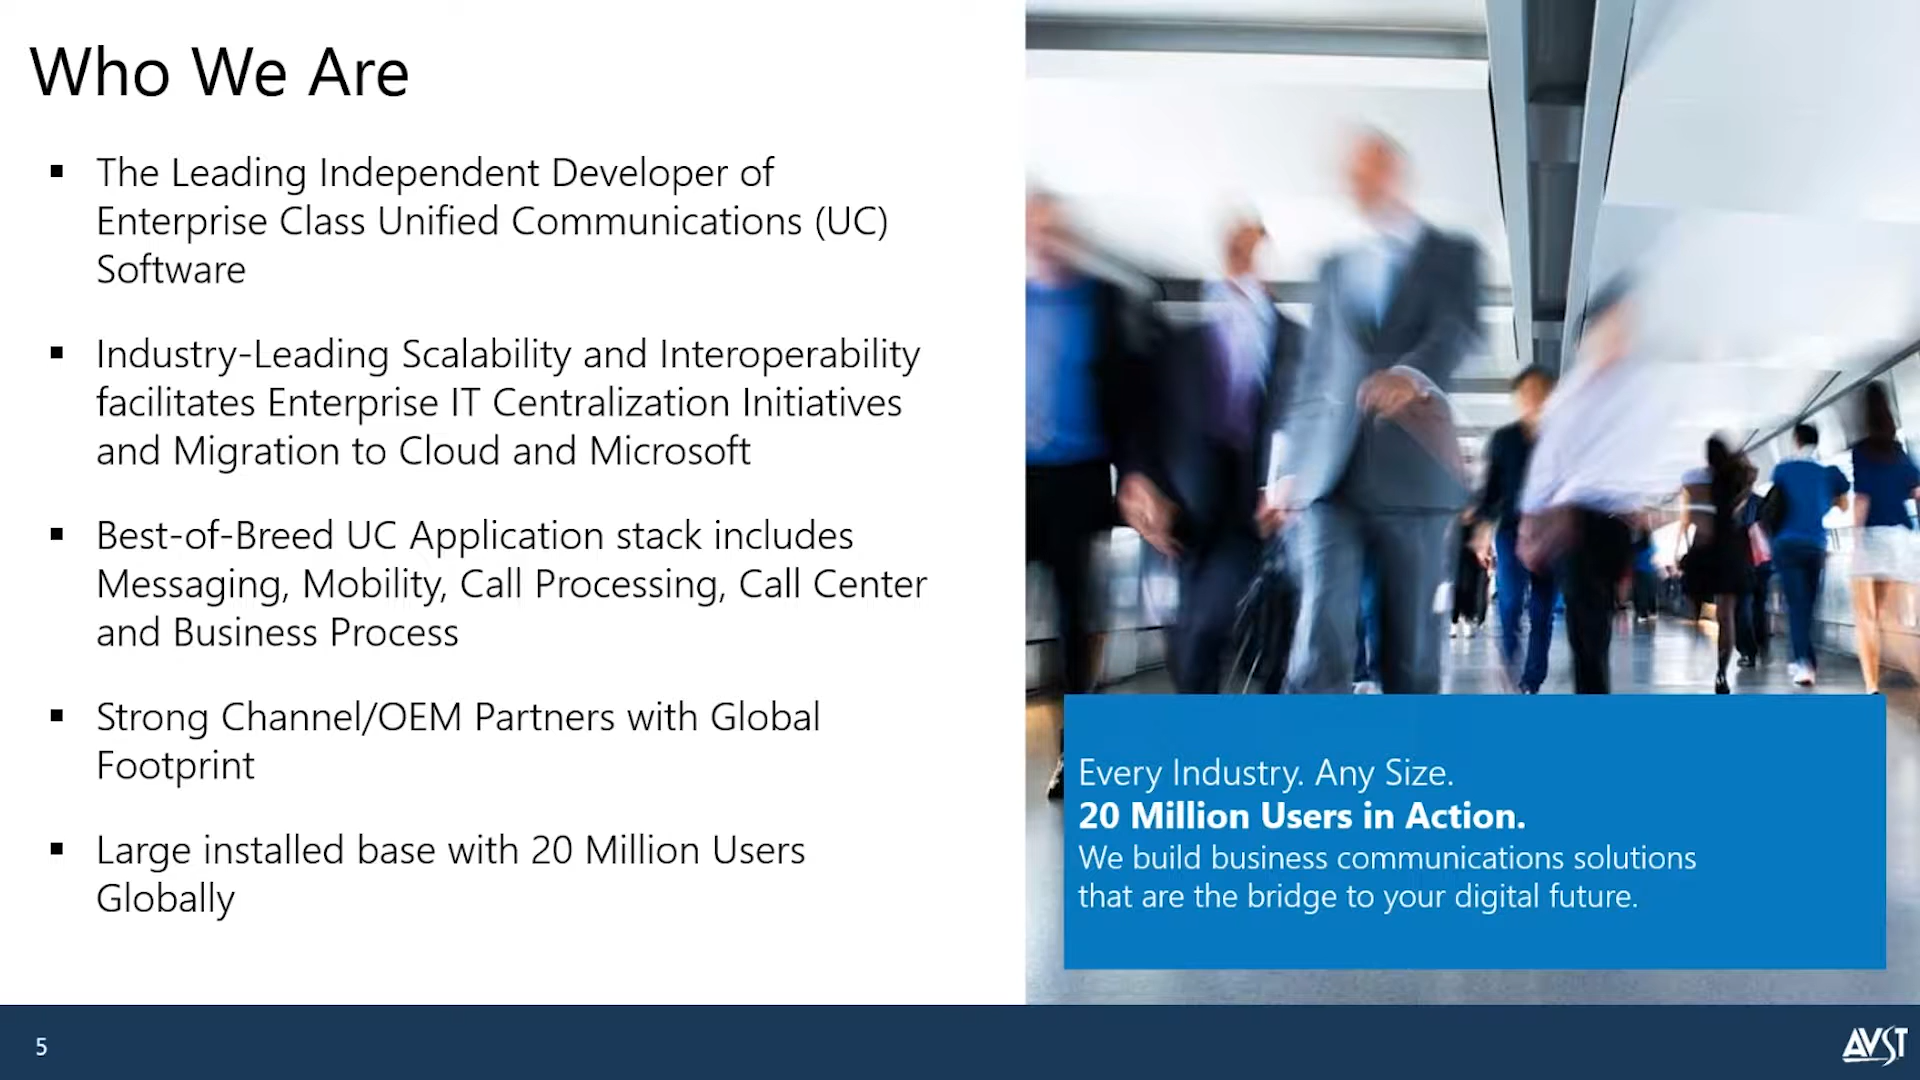 Who We Are
▪ The Leading Independent Developer of
Enterprise Class Unified Communications (UC)
Software
▪ Industry-Leading Scalability and Interoperability
facilitates Enterprise IT Centralization Initiatives
and Migration to Cloud and Microsoft
▪ Best-of-Breed UC Application stack includes
Messaging, Mobility, Call Processing, Call Center
and Business Process
▪ Strong Channel/OEM Partners with Global
Footprint
▪ Large installed base with 20 Million Users
Globally
Every Industry. Any Size.
20 Million Users in Action.
We build business communications solutions
that are the bridge to your digital future.
5
AVST